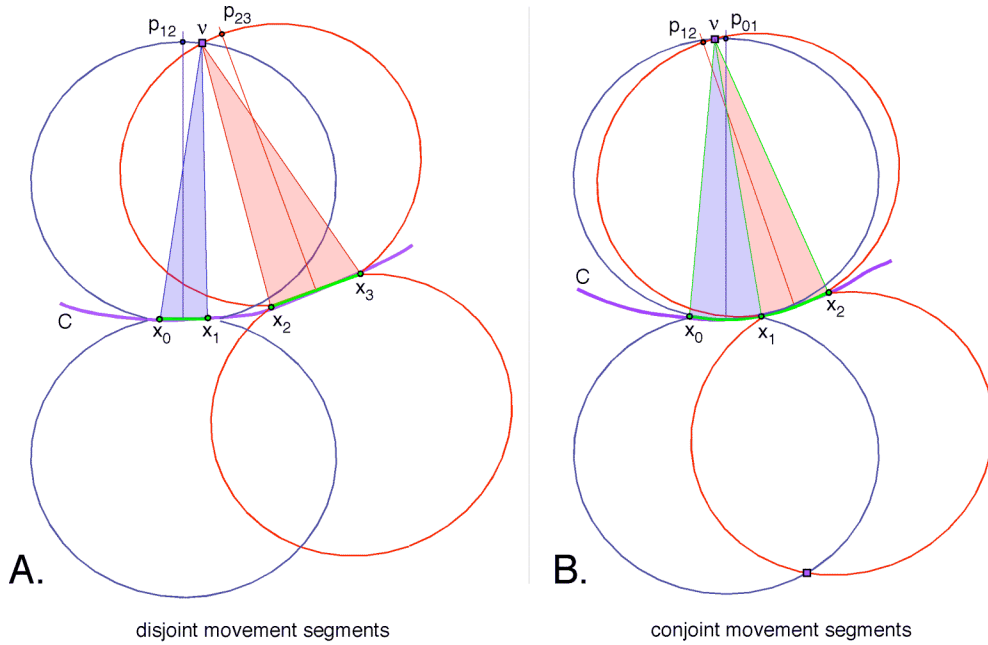 p12 ν p23
C
x0 x1 x2 x3
A.
disjoint movement segments
p12 ν p01
C
x0 x1 x2
B.
conjoint movement segments